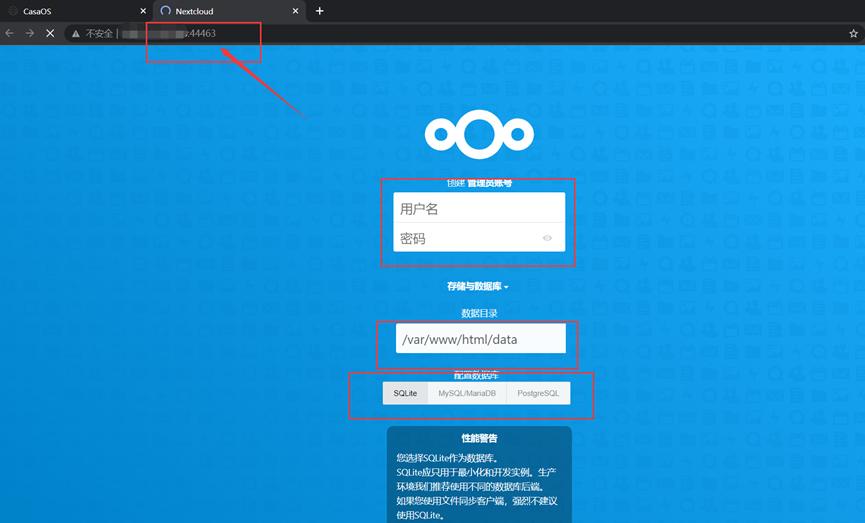 CasaOS
Nextcloud
不安全
:44463
创建 管理员账号
用户名
密码
存储与数据库
数据目录
/var/www/html/data
配置数据库
SQLite MySQL/MariaDB PostgreSQL
性能警告
您选择SQLite作为数据库。
SQLite应只用于最小化和开发实例。生产
环境我们推荐使用不同的数据库后端。
如果您使用文件同步客户端，强烈不建议
使用SQLite。